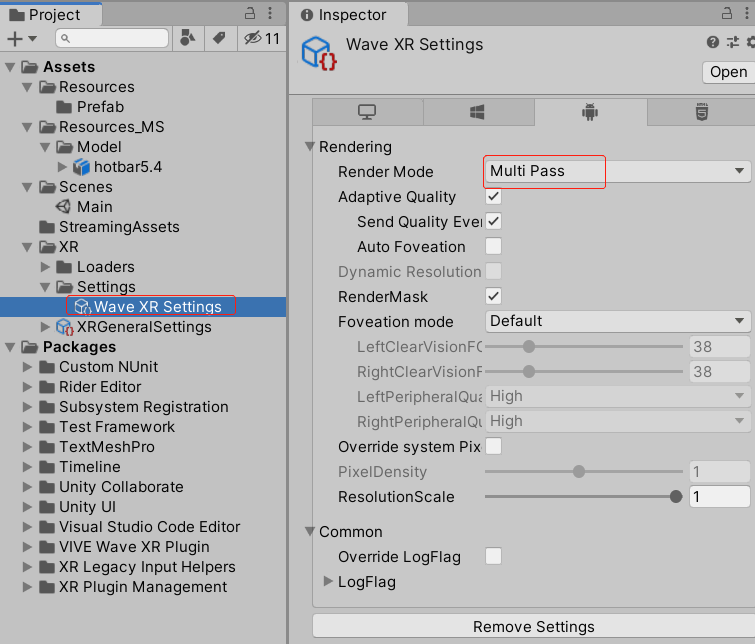 Project
11
Assets
Resources
Prefab
Resources_MS
Model
hotbar5.4
Scenes
Main
StreamingAssets
XR
Loaders
Settings
Wave XR Settings
XRGeneralSettings
Packages
Custom NUnit
Rider Editor
Subsystem Registration
Test Framework
TextMeshPro
Timeline
Unity Collaborate
Unity UI
Visual Studio Code Editor
VIVE Wave XR Plugin
XR Legacy Input Helpers
XR Plugin Management
Inspector
Wave XR Settings
Open
Rendering
Render Mode Multi Pass
Adaptive Quality
Send Quality Eve
Auto Foveation
Dynamic Resolution
RenderMask
Foveation mode Default
LeftClearVisionFO 38
RightClearVisionF 38
LeftPeripheralQua High
RightPeripheralQu High
Override system Pix
PixelDensity 1
ResolutionScale 1
Common
Override LogFlag
LogFlag
Remove Settings